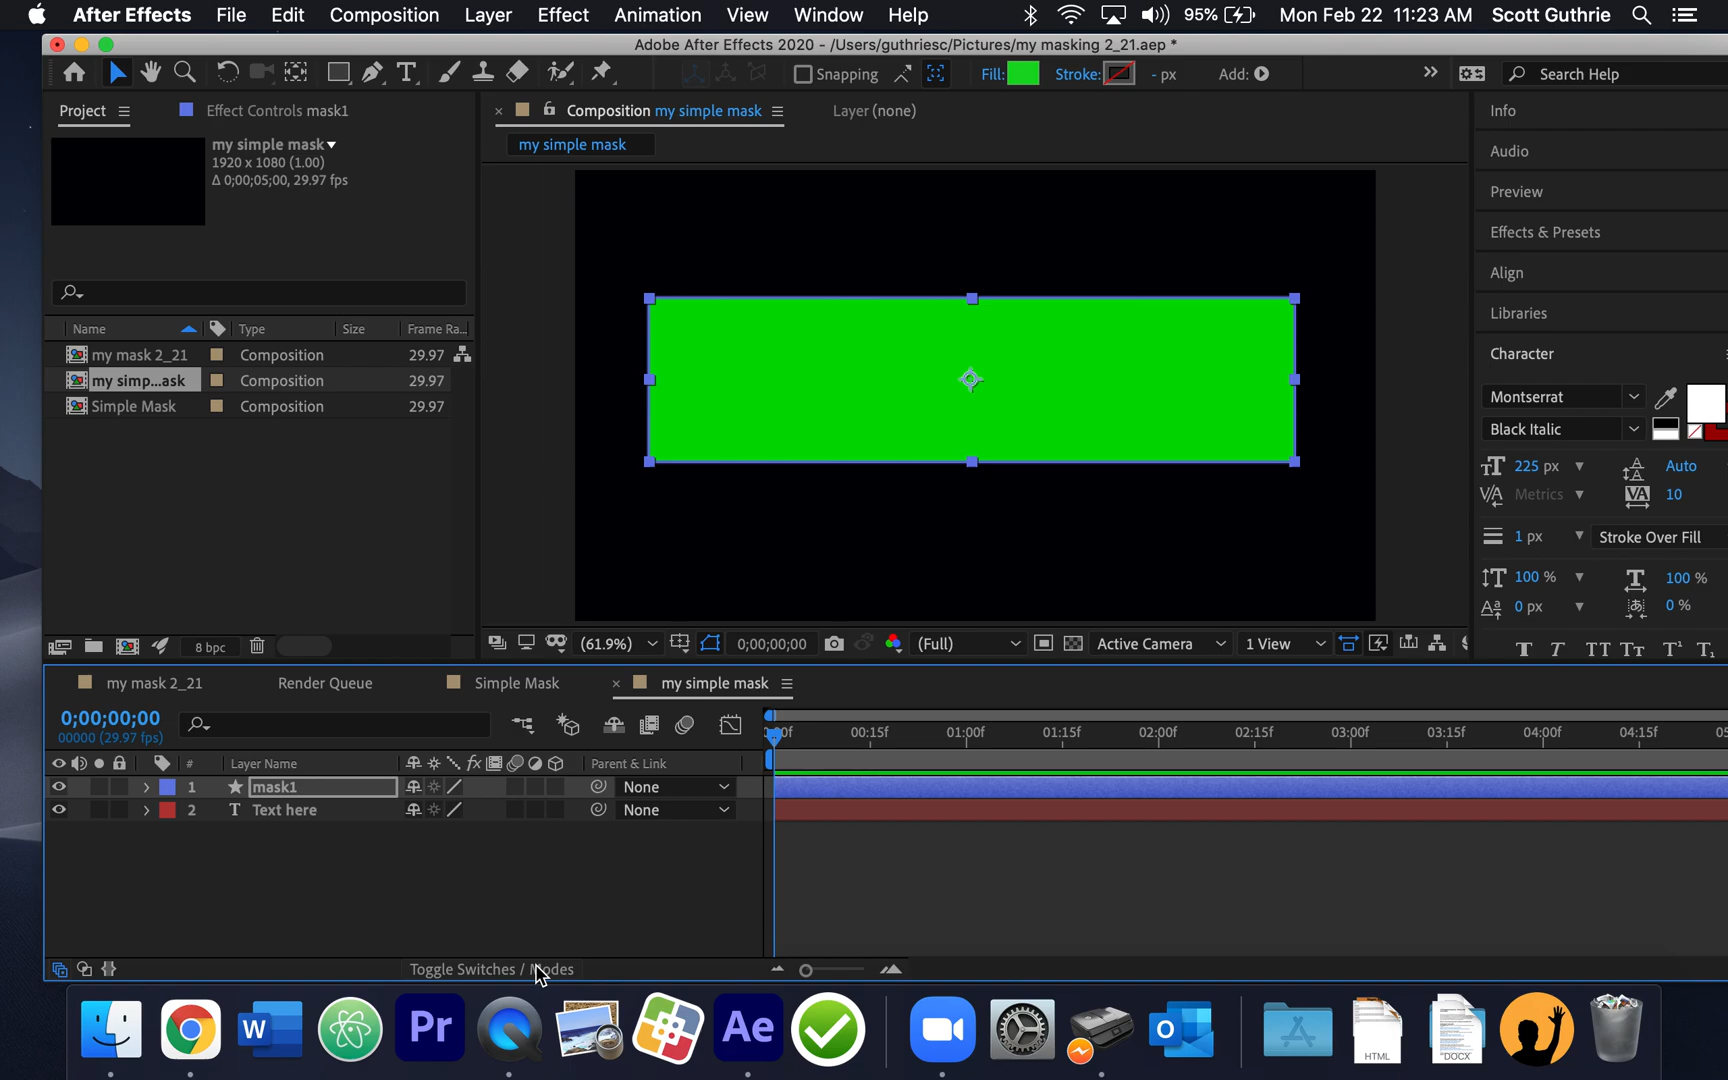 After Effects File Edit Composition Layer Effect Animation View Window Help 95% Mon Feb 22 11:23 AM Scott Guthrie
Adobe After Effects 2020 - /Users/guthriesc/Pictures/my masking 2_21.aep *
Snapping Fill: Stroke: - px Add: Search Help
Project Effect Controls mask1 Composition my simple mask Layer (none) Info
my simple mask
1920 x 1080 (1.00)
Δ 0;00;05;00, 29.97 fps
my simple mask
Audio
Preview
Effects & Presets
Align
Libraries
Name Type Size Frame Ra...
my mask 2_21 Composition 29.97
my simp...ask Composition 29.97
Simple Mask Composition 29.97
Character
Montserrat
Black Italic
225 px Auto
Metrics 10
1 px Stroke Over Fill
100 % 100 %
0 px 0 %
T T TT Tt T¹ T₁
8 bpc (61.9%) 0;00;00;00 (Full) Active Camera 1 View
my mask 2_21 Render Queue Simple Mask my simple mask
0;00;00;00
00000 (29.97 fps)
00:15f 01:00f 01:15f 02:00f 02:15f 03:00f 03:15f 04:00f 04:15f
# Layer Name fx Parent & Link
1 mask1 None
2 T Text here None
Toggle Switches / Modes
W Pr Ae HTML "DOCX"